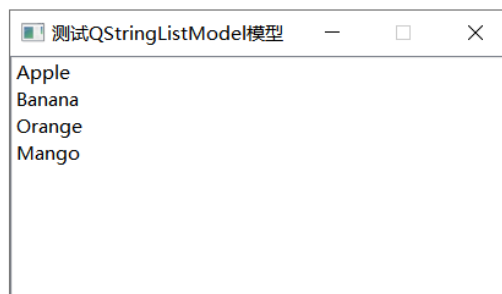 测试QStringListModel模型
Apple
Banana
Orange
Mango